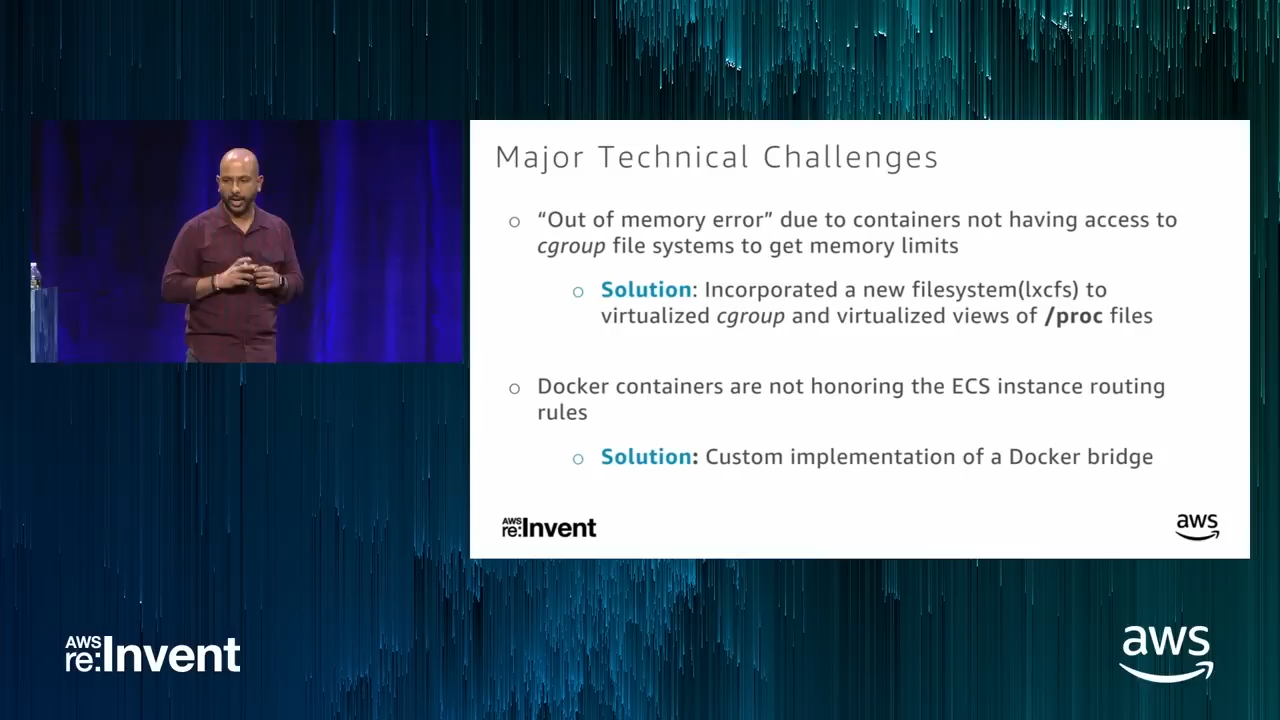 Major Technical Challenges
○ “Out of memory error” due to containers not having access to
cgroup file systems to get memory limits
○ Solution: Incorporated a new filesystem(lxcfs) to
virtualized cgroup and virtualized views of /proc files
○ Docker containers are not honoring the ECS instance routing
rules
○ Solution: Custom implementation of a Docker bridge
AWS
re:Invent
aws
AWS
re:Invent
aws